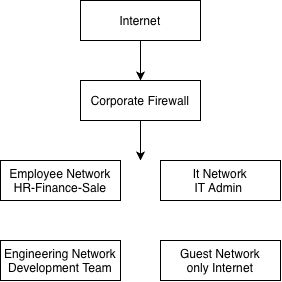 Internet
Corporate Firewall
Employee Network
HR-Finance-Sale
It Network
IT Admin
Engineering Network
Development Team
Guest Network
only Internet